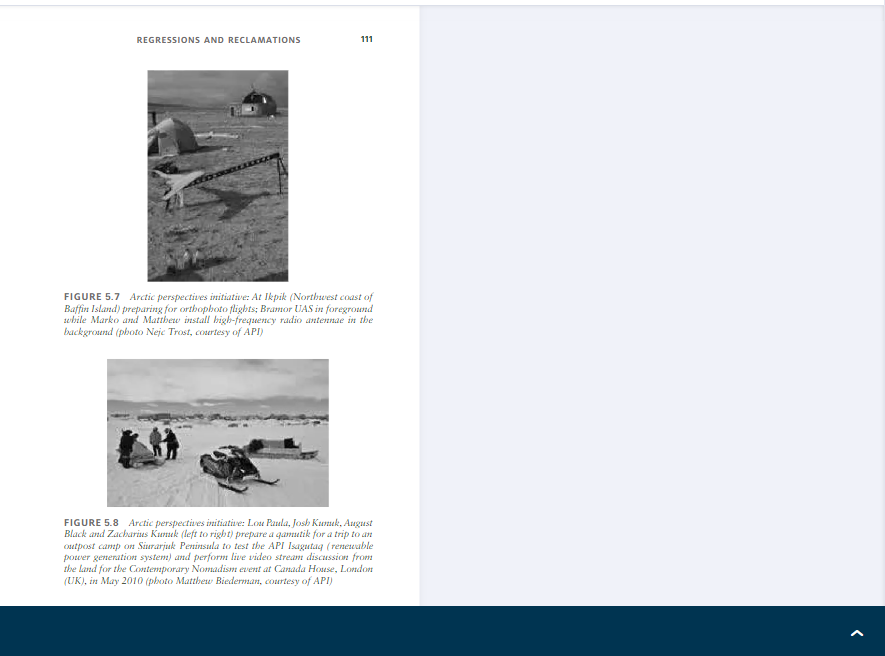 REGRESSIONS AND RECLAMATIONS 111
FIGURE 5.7 Arctic perspectives initiative: At Ikpik (Northwest coast of
Baffin Island) preparing for orthophoto flights; Bramor UAS in foreground
while Marko and Matthew install high-frequency radio antennae in the
background (photo Nejc Trost, courtesy of API)
FIGURE 5.8 Arctic perspectives initiative: Lou Paula, Josh Kunuk, August
Black and Zacharius Kunuk (left to right) prepare a qamutik for a trip to an
outpost camp on Siurarjuk Peninsula to test the API Isagutaq (renewable
power generation system) and perform live video stream discussion from
the land for the Contemporary Nomadism event at Canada House, London
(UK), in May 2010 (photo Matthew Biederman, courtesy of API)